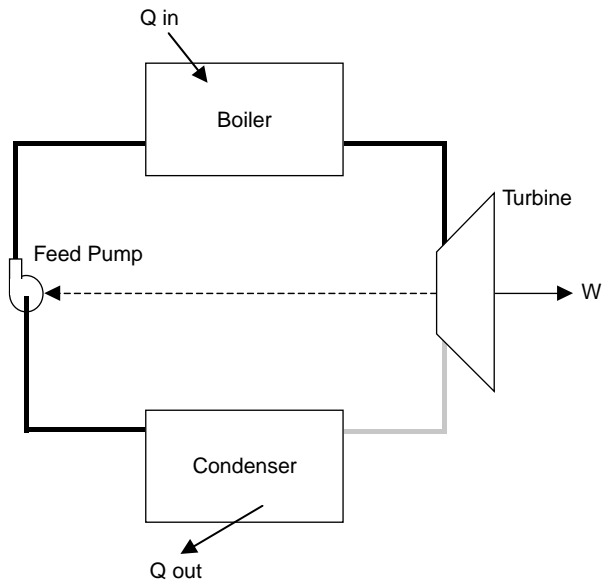 Q in
Boiler
Turbine
Feed Pump
W
Condenser
Q out